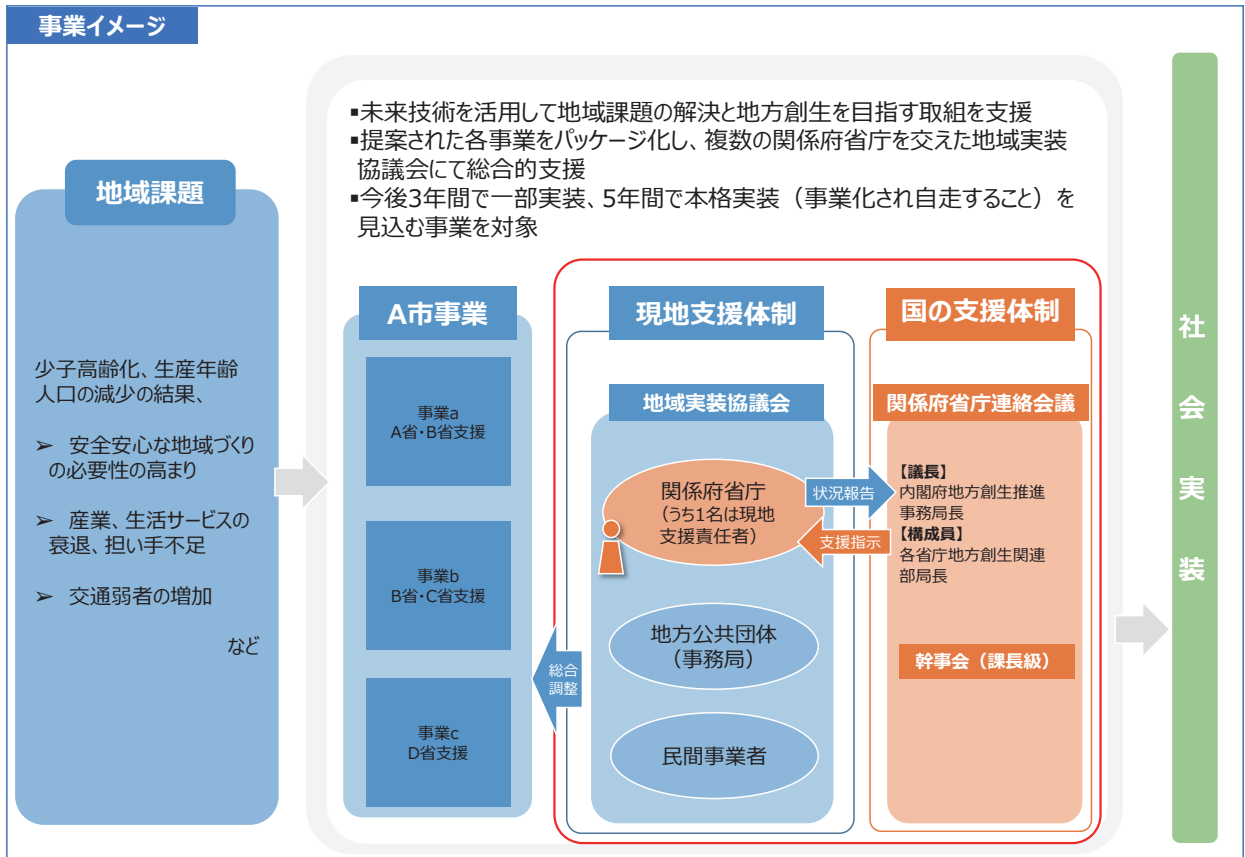 事業イメージ
▪未来技術を活用して地域課題の解決と地方創生を目指す取組を支援
▪提案された各事業をパッケージ化し、複数の関係府省庁を交えた地域実装
協議会にて総合的支援
▪今後3年間で一部実装、5年間で本格実装（事業化され自走すること）を
見込む事業を対象
地域課題
少子高齢化、生産年齢
人口の減少の結果、
➢ 安全安心な地域づくり
の必要性の高まり
➢ 産業、生活サービスの
衰退、担い手不足
➢ 交通弱者の増加
など
A市事業
事業a
A省・B省支援
事業b
B省・C省支援
事業c
D省支援
総合
調整
現地支援体制
地域実装協議会
関係府省庁
（うち1名は現地
支援責任者）
地方公共団体
（事務局）
民間事業者
状況報告
支援指示
国の支援体制
関係府省庁連絡会議
【議長】
内閣府地方創生推進
事務局長
【構成員】
各省庁地方創生関連
部局長
幹事会（課長級）
社会実装